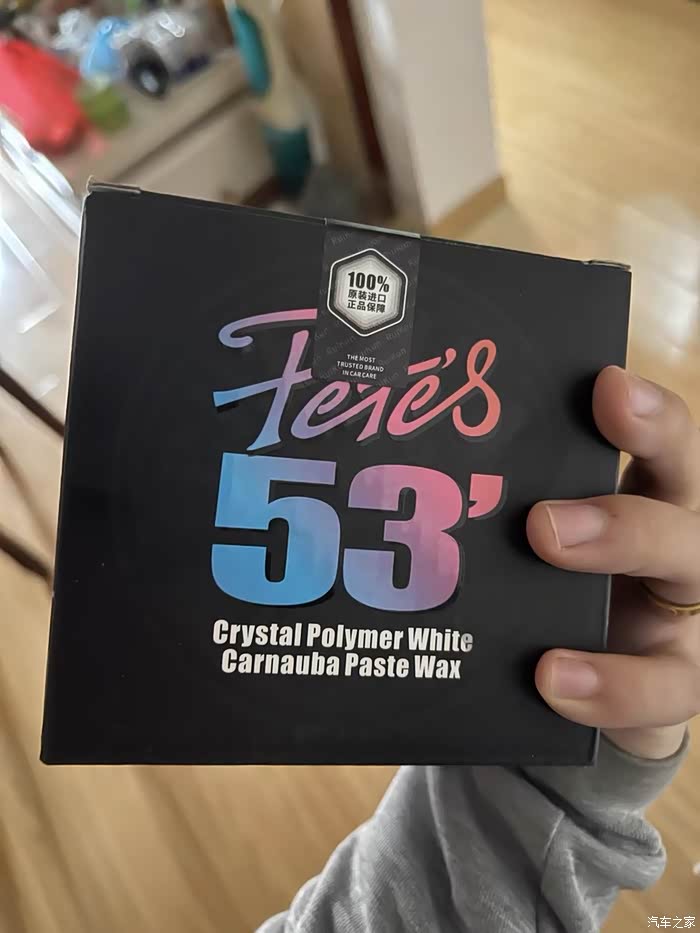 100%
原装进口
正品保障
THE MOST
TRUSTED BRAND
IN CAR CARE
53'
Crystal Polymer White
Carnauba Paste Wax
汽车之家